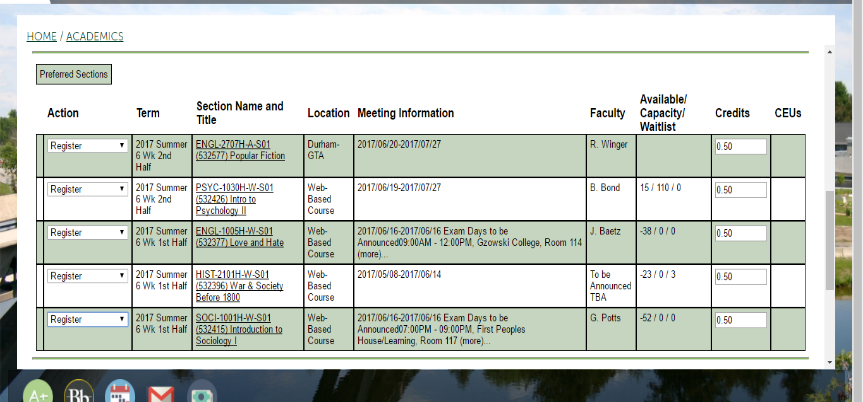 HOME / ACADEMICS
Preferred Sections
Action Term Section Name and Title Location Meeting Information Faculty Available/ Capacity/ Waitlist Credits CEUs
Register 2017 Summer 6 Wk 2nd Half ENGL-2707H-A-S01 (532577) Popular Fiction Durham-GTA 2017/06/20-2017/07/27 R. Winger 0.50
Register 2017 Summer 6 Wk 2nd Half PSYC-1030H-W-S01 (532426) Intro to Psychology II Web-Based Course 2017/06/19-2017/07/27 B. Bond 15 / 110 / 0 0.50
Register 2017 Summer 6 Wk 1st Half ENGL-1005H-W-S01 (532377) Love and Hate Web-Based Course 2017/06/16-2017/06/16 Exam Days to be Announced09:00AM - 12:00PM, Gzowski College, Room 114 (more)... J. Baetz -38 / 0 / 0 0.50
Register 2017 Summer 6 Wk 1st Half HIST-2101H-W-S01 (532396) War & Society Before 1800 Web-Based Course 2017/05/08-2017/06/14 To be Announced TBA -23 / 0 / 3 0.50
Register 2017 Summer 6 Wk 1st Half SOCI-1001H-W-S01 (532415) Introduction to Sociology I Web-Based Course 2017/06/16-2017/06/16 Exam Days to be Announced07:00PM - 09:00PM, First Peoples House/Learning, Room 117 (more)... G. Potts -52 / 0 / 0 0.50
A+ Bb